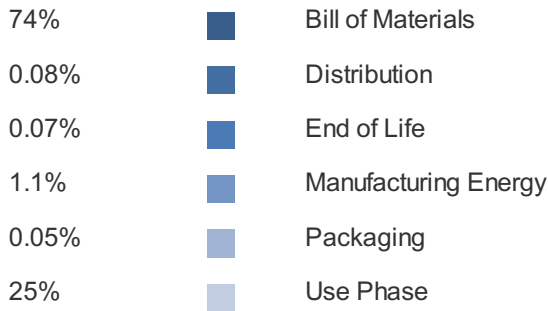 74% Bill of Materials
0.08% Distribution
0.07% End of Life
1.1% Manufacturing Energy
0.05% Packaging
25% Use Phase